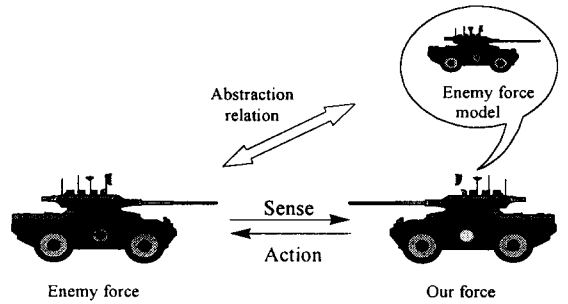 Abstraction
relation
Enemy force
model
Sense
Action
Enemy force
Our force